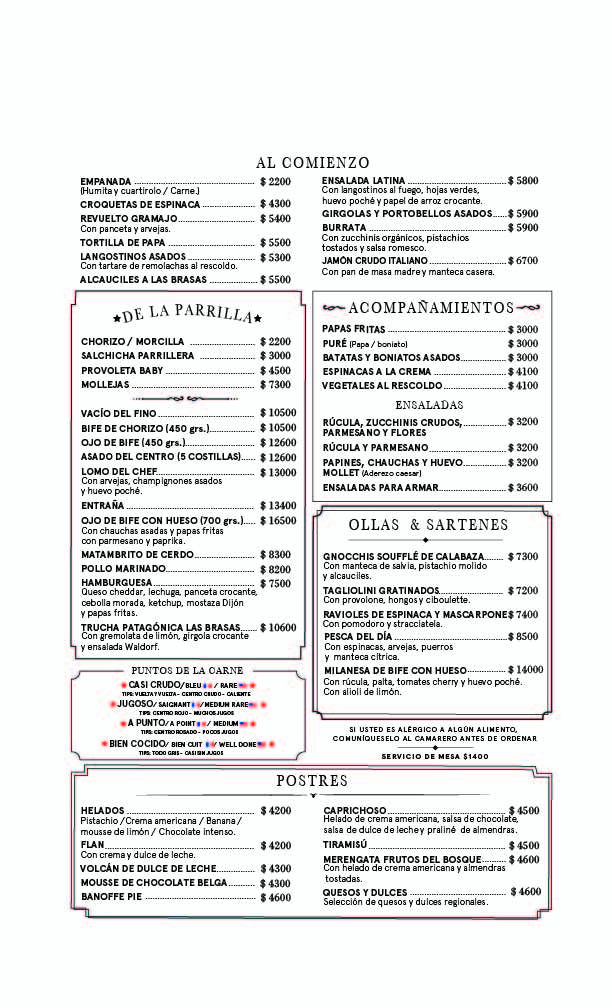 AL COMIENZO
EMPANADA $ 2200
(Humita y cuartirolo / Carne.)
CROQUETAS DE ESPINACA $ 4300
REVUELTO GRAMAJO $ 5400
Con panceta y arvejas.
TORTILLA DE PAPA $ 5500
LANGOSTINOS ASADOS $ 5300
Con tartare de remolachas al rescoldo.
ALCAUCILES A LAS BRASAS $ 5500
ENSALADA LATINA $ 5800
Con langostinos al fuego, hojas verdes,
huevo poché y papel de arroz crocante.
GIRGOLAS Y PORTOBELLOS ASADOS $ 5900
BURRATA $ 5900
Con zucchinis orgánicos, pistachios
tostados y salsa romesco.
JAMÓN CRUDO ITALIANO $ 6700
Con pan de masa madre y manteca casera.
DE LA PARRILLA
CHORIZO / MORCILLA $ 2200
SALCHICHA PARRILLERA $ 3000
PROVOLETA BABY $ 4500
MOLLEJAS $ 7300
VACÍO DEL FINO $ 10500
BIFE DE CHORIZO (450 grs.) $ 10500
OJO DE BIFE (450 grs.) $ 12600
ASADO DEL CENTRO (5 COSTILLAS) $ 12600
LOMO DEL CHEF $ 13000
Con arvejas, champignones asados
y huevo poché.
ENTRAÑA $ 13400
OJO DE BIFE CON HUESO (700 grs.) $ 16500
Con chauchas asadas y papas fritas
con parmesano y paprika.
MATAMBRITO DE CERDO $ 8300
POLLO MARINADO $ 8200
HAMBURGUESA $ 7500
Queso cheddar, lechuga, panceta crocante,
cebolla morada, ketchup, mostaza Dijón
y papas fritas.
TRUCHA PATAGÓNICA LAS BRASAS $ 10600
Con gremolata de limón, girgola crocante
y ensalada Waldorf.
PUNTOS DE LA CARNE
CASI CRUDO/BLEU / RARE
TIPS: VUELTA Y VUELTA - CENTRO CRUDO - CALIENTE
JUGOSO/ SAIGNANT /MEDIUM RARE
TIPS: CENTRO ROJO - MUCHOS JUGOS
A PUNTO/ A POINT / MEDIUM
TIPS: CENTRO ROSADO - POCOS JUGOS
BIEN COCIDO/ BIEN CUIT / WELL DONE
TIPS: TODO GRIS - CASI SIN JUGOS
ACOMPAÑAMIENTOS
PAPAS FRITAS $ 3000
PURÉ (Papa / boniato) $ 3000
BATATAS Y BONIATOS ASADOS $ 3000
ESPINACAS A LA CREMA $ 4100
VEGETALES AL RESCOLDO $ 4100
ENSALADAS
RÚCULA, ZUCCHINIS CRUDOS, $ 3200
PARMESANO Y FLORES
RÚCULA Y PARMESANO $ 3200
PAPINES, CHAUCHAS Y HUEVO $ 3200
MOLLET (Aderezo caesar)
ENSALADAS PARA ARMAR $ 3600
OLLAS & SARTENES
GNOCCHIS SOUFFLÉ DE CALABAZA $ 7300
Con manteca de salvia, pistachio molido
y alcauciles.
TAGLIOLINI GRATINADOS $ 7200
Con provolone, hongos y ciboulette.
RAVIOLES DE ESPINACA Y MASCARPONE $ 7400
Con pomodoro y stracciatela.
PESCA DEL DÍA $ 8500
Con espinacas, arvejas, puerros
y manteca cítrica.
MILANESA DE BIFE CON HUESO $ 14000
Con rúcula, palta, tomates cherry y huevo poché.
Con alioli de limón.
SI USTED ES ALÉRGICO A ALGÚN ALIMENTO,
COMUNÍQUESELO AL CAMARERO ANTES DE ORDENAR
SERVICIO DE MESA $1400
POSTRES
HELADOS $ 4200
Pistachio /Crema americana / Banana /
mousse de limón / Chocolate intenso.
FLAN $ 4200
Con crema y dulce de leche.
VOLCÁN DE DULCE DE LECHE $ 4300
MOUSSE DE CHOCOLATE BELGA $ 4300
BANOFFE PIE $ 4600
CAPRICHOSO $ 4500
Helado de crema americana, salsa de chocolate,
salsa de dulce de leche y praliné de almendras.
TIRAMISÚ $ 4500
MERENGATA FRUTOS DEL BOSQUE $ 4600
Con helado de crema americana y almendras
tostadas.
QUESOS Y DULCES $ 4600
Selección de quesos y dulces regionales.